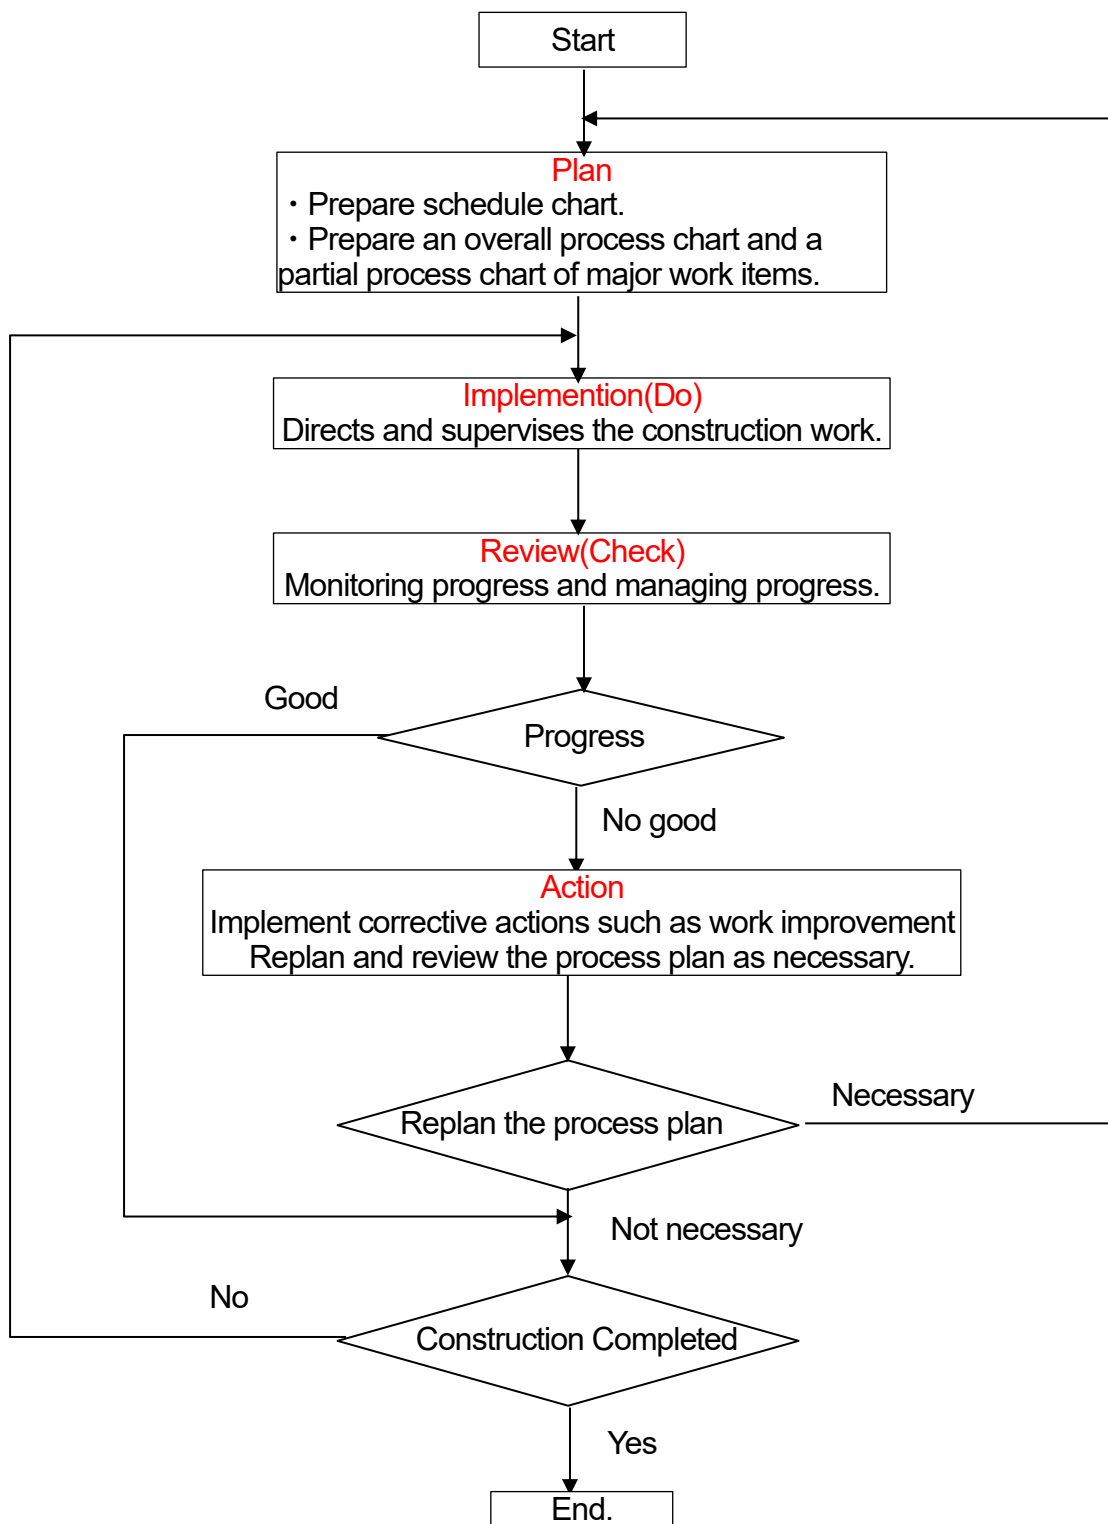 Start
Plan
・Prepare schedule chart.
・Prepare an overall process chart and a
partial process chart of major work items.
Implemention(Do)
Directs and supervises the construction work.
Review(Check)
Monitoring progress and managing progress.
Good
Progress
No good
Action
Implement corrective actions such as work improvement
Replan and review the process plan as necessary.
Necessary
Replan the process plan
Not necessary
No
Construction Completed
Yes
End.